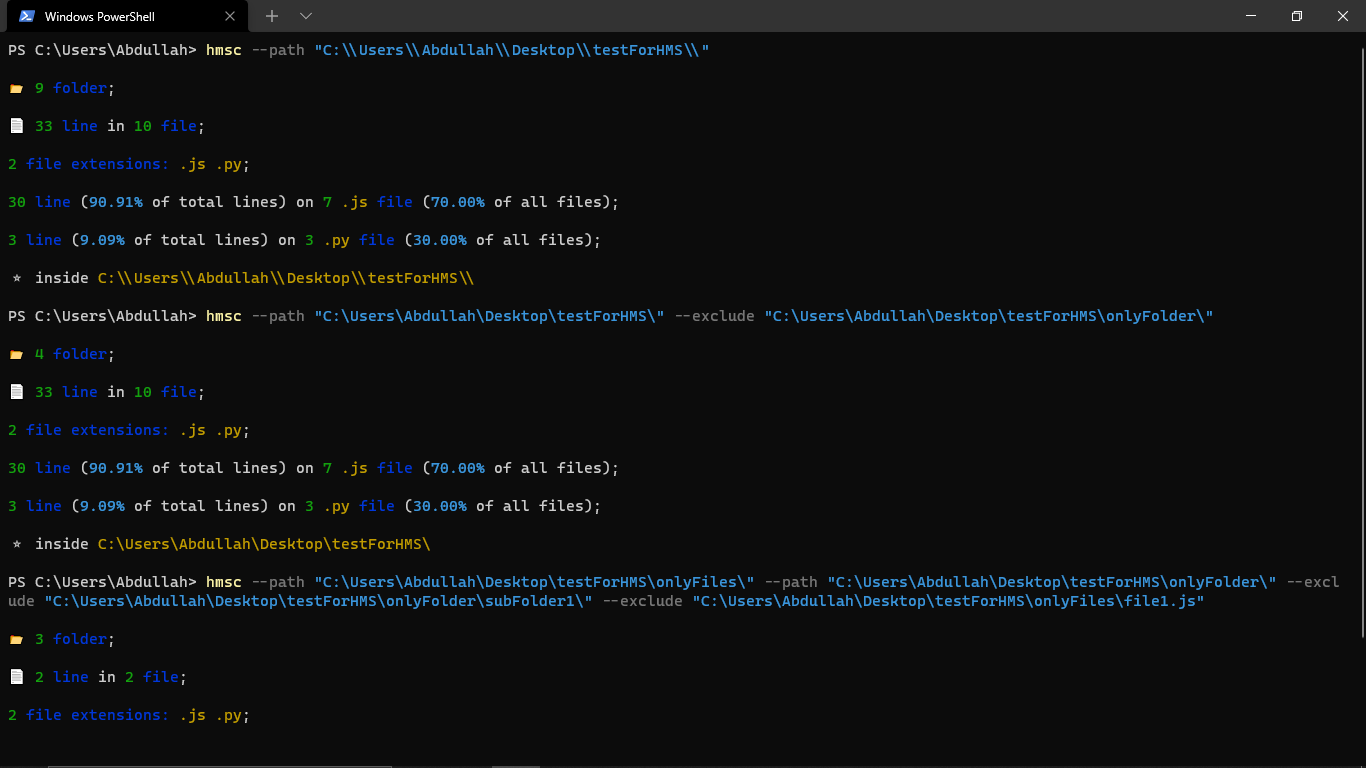 Windows PowerShell
PS C:\Users\Abdullah> hmsc --path "C:\\Users\\Abdullah\\Desktop\\testForHMS\\"
9 folder;
33 line in 10 file;
2 file extensions: .js .py;
30 line (90.91% of total lines) on 7 .js file (70.00% of all files);
3 line (9.09% of total lines) on 3 .py file (30.00% of all files);
⭐ inside C:\\Users\\Abdullah\\Desktop\\testForHMS\\
PS C:\Users\Abdullah> hmsc --path "C:\Users\Abdullah\Desktop\testForHMS\" --exclude "C:\Users\Abdullah\Desktop\testForHMS\onlyFolder\"
4 folder;
33 line in 10 file;
2 file extensions: .js .py;
30 line (90.91% of total lines) on 7 .js file (70.00% of all files);
3 line (9.09% of total lines) on 3 .py file (30.00% of all files);
⭐ inside C:\Users\Abdullah\Desktop\testForHMS\
PS C:\Users\Abdullah> hmsc --path "C:\Users\Abdullah\Desktop\testForHMS\onlyFiles\" --path "C:\Users\Abdullah\Desktop\testForHMS\onlyFolder\" --excl
ude "C:\Users\Abdullah\Desktop\testForHMS\onlyFolder\subFolder1\" --exclude "C:\Users\Abdullah\Desktop\testForHMS\onlyFiles\file1.js"
3 folder;
2 line in 2 file;
2 file extensions: .js .py;